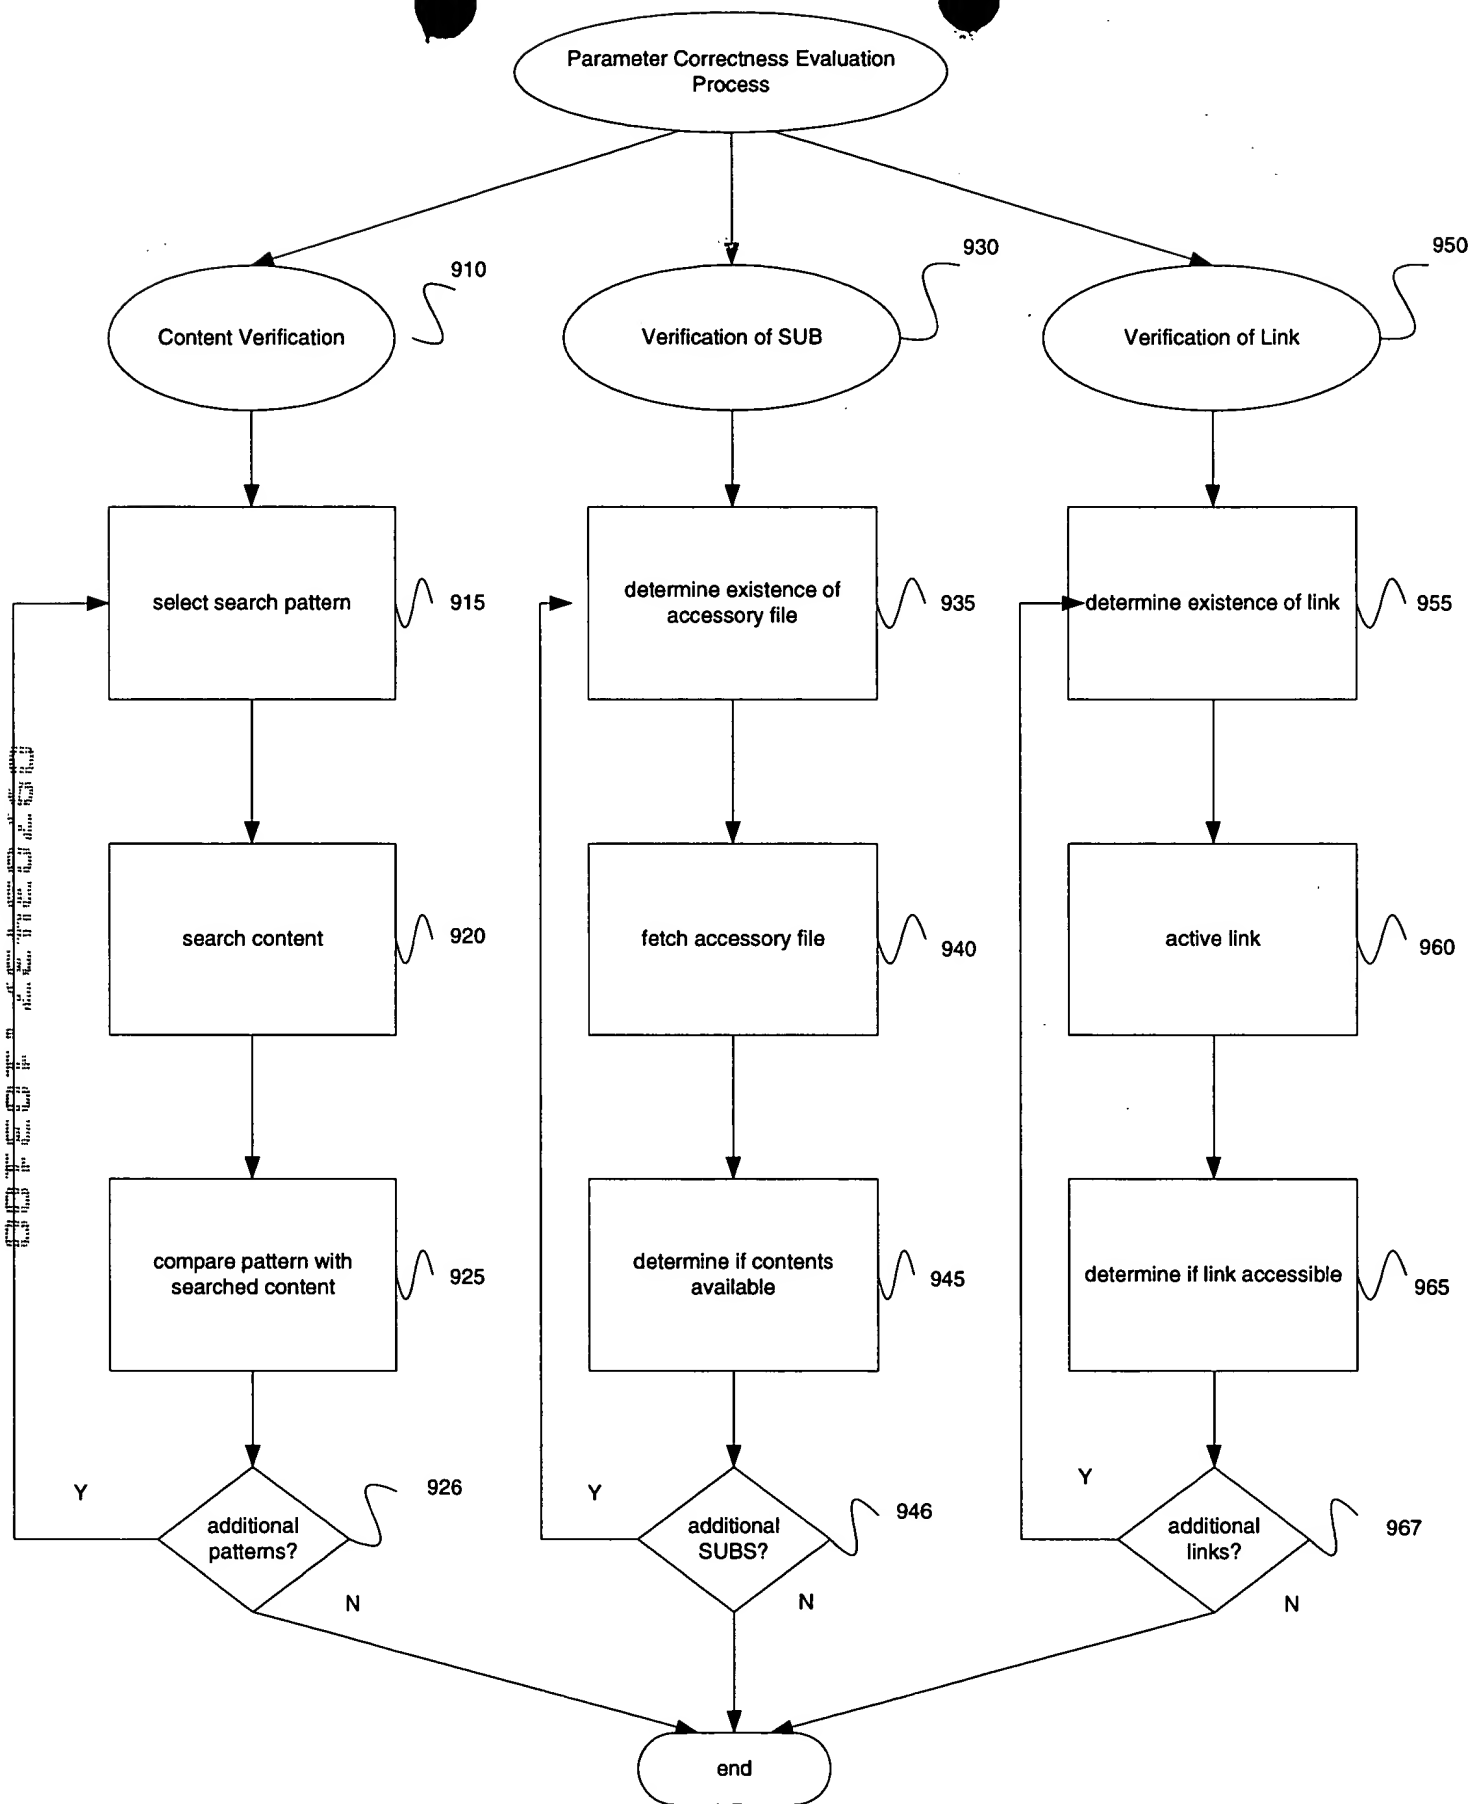 Parameter Correctness Evaluation
Process
910
930
950
Content Verification
Verification of SUB
Verification of Link
select search pattern
915
determine existence of
accessory file
935
determine existence of link
955
search content
920
fetch accessory file
940
active link
960
compare pattern with
searched content
925
determine if contents
available
945
determine if link accessible
965
Y
additional
patterns?
926
N
Y
additional
SUBS?
946
N
Y
additional
links?
967
N
end